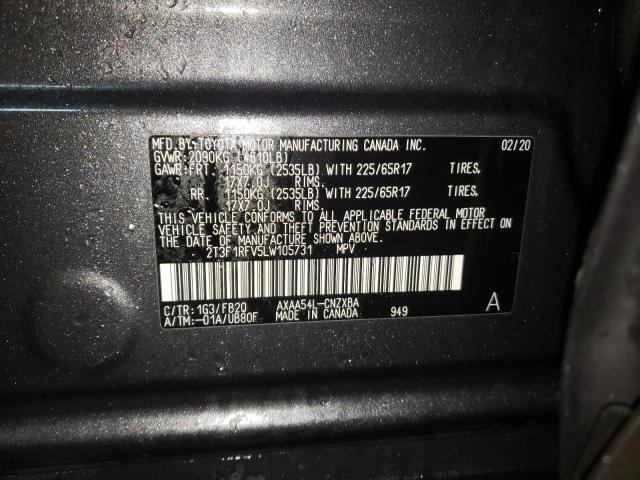 MFD.BY:TOYOTA MOTOR MANUFACTURING CANADA INC. 02/20
GVWR:2090KG (4610LB)
GAWR:FRT. 1150KG (2535LB) WITH 225/65R17 TIRES,
17X7.0J RIMS.
RR. 1150KG (2535LB) WITH 225/65R17 TIRES,
17X7.0J RIMS.
THIS VEHICLE CONFORMS TO ALL APPLICABLE FEDERAL MOTOR
VEHICLE SAFETY AND THEFT PREVENTION STANDARDS IN EFFECT ON
THE DATE OF MANUFACTURE SHOWN ABOVE.
2T3F1RFV5LW105731 MPV
C/TR: 1G3/FB20 AXAA54L-CNZXBA
A/TM:-01A/UB80F MADE IN CANADA 949 A